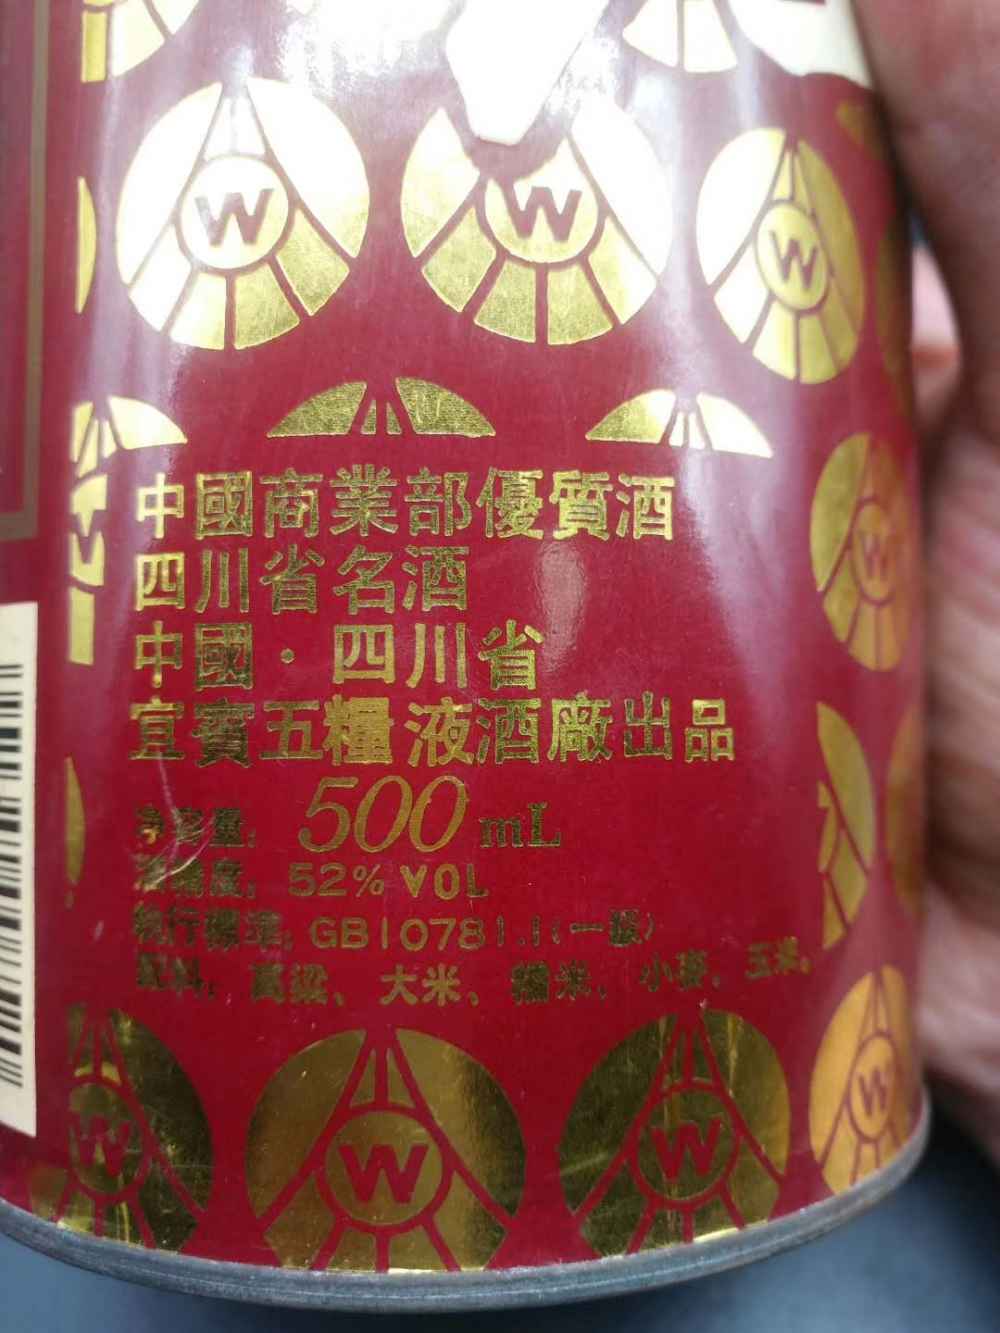 W W W
中國商業部優質酒
四川省名酒
中國·四川省
宜賓五糧液酒廠出品
净含量: 500 mL
酒精度: 52% VOL
执行標準: GB10781.1(一級)
配料: 高粱、大米、糯米、小麥、玉米。
W
W W W W